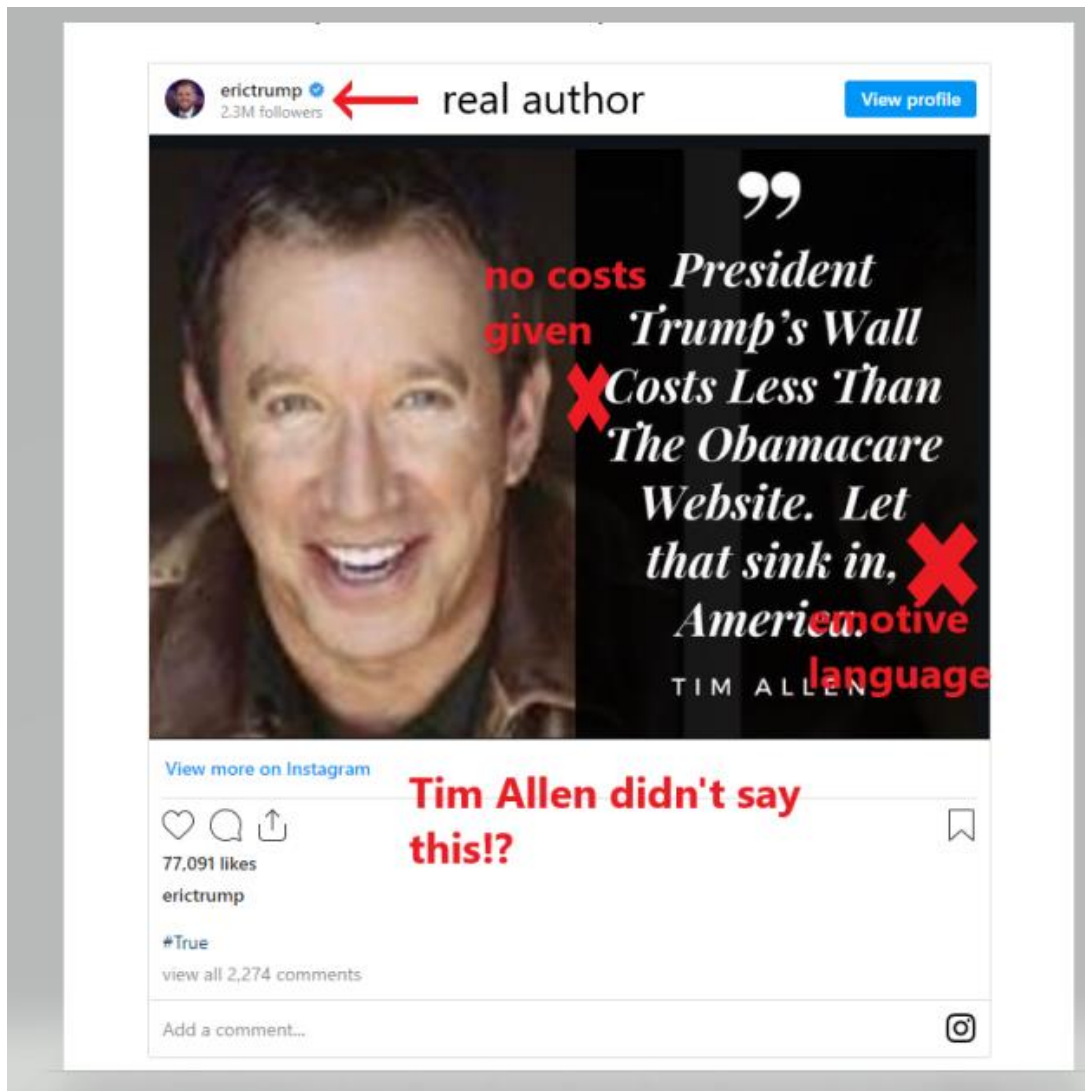 erictrump
2.3M followers
real author
View profile
”
no costs
given
President
Trump’s Wall
Costs Less Than
The Obamacare
Website. Let
that sink in,
America.
emotive
language
TIM ALLEN
View more on Instagram
Tim Allen didn't say
this!?
77,091 likes
erictrump
#True
view all 2,274 comments
Add a comment...